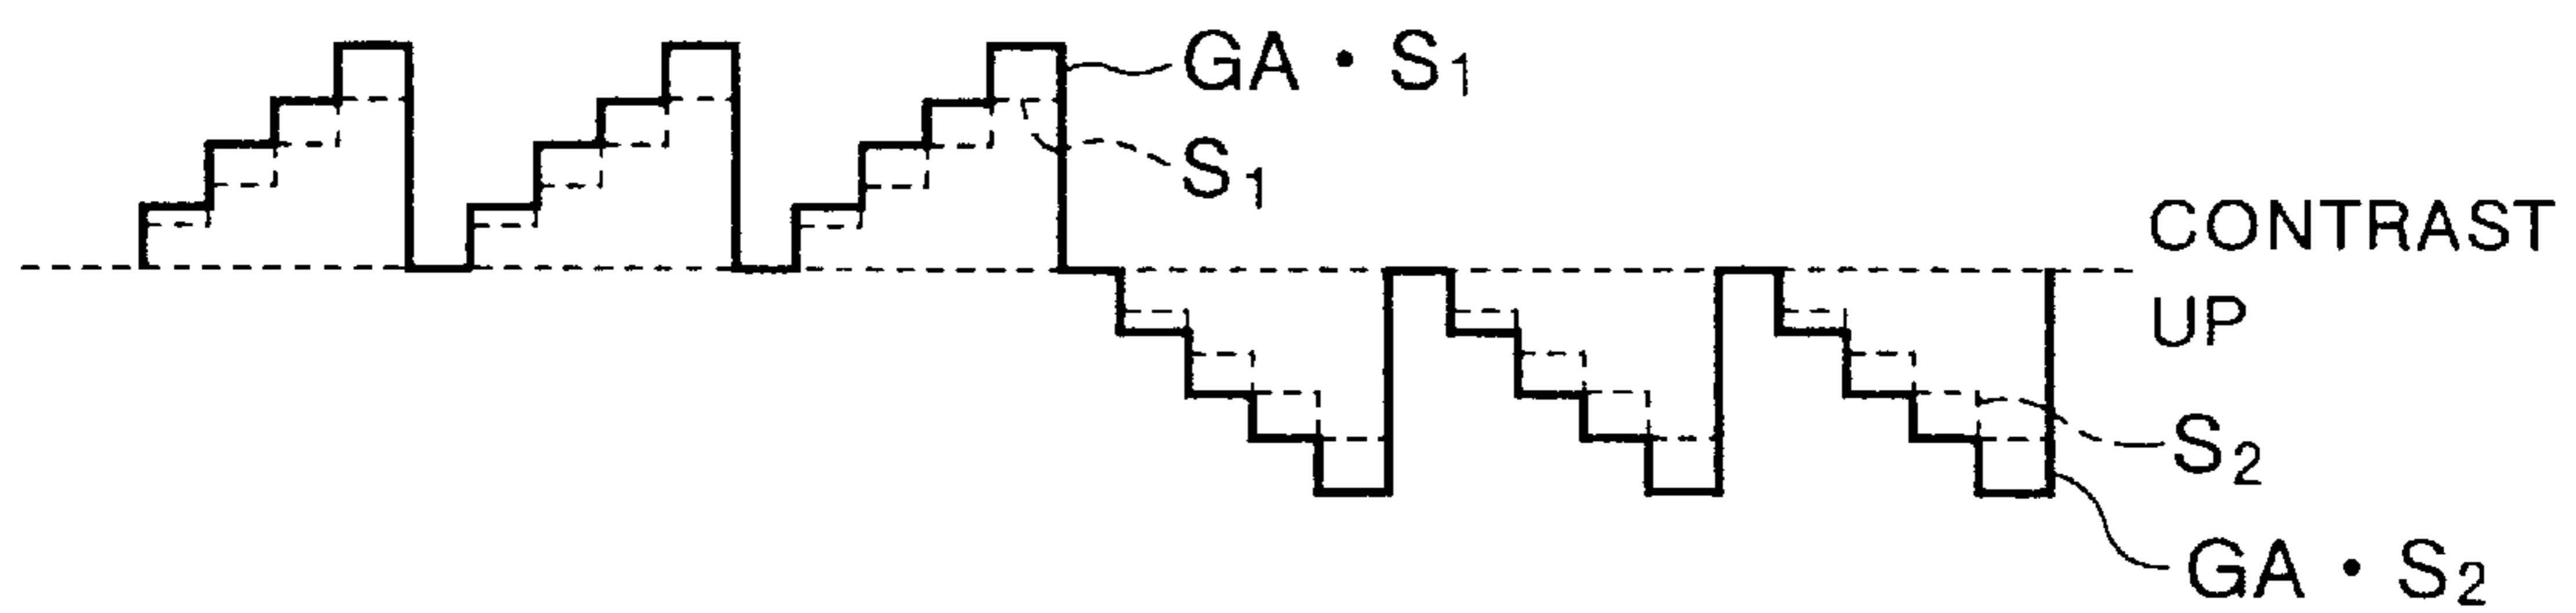 GA • S1
S1
CONTRAST
UP
S2
GA • S2